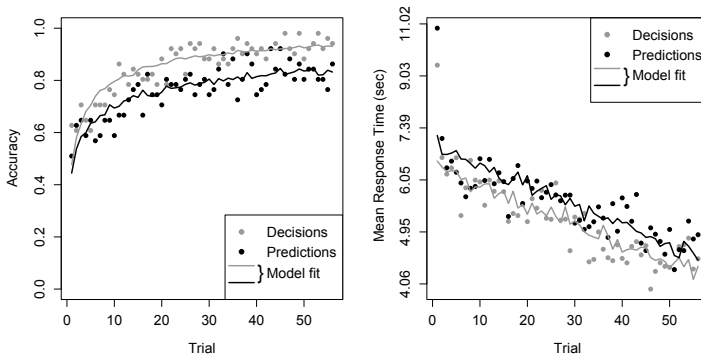 Accuracy
0.0
0.2
0.4
0.6
0.8
1.0
0 10 20 30 40 50
Trial
Decisions
Predictions
} Model fit
Mean Response Time (sec)
4.06
4.95
6.05
7.39
9.03
11.02
0 10 20 30 40 50
Trial
Decisions
Predictions
} Model fit